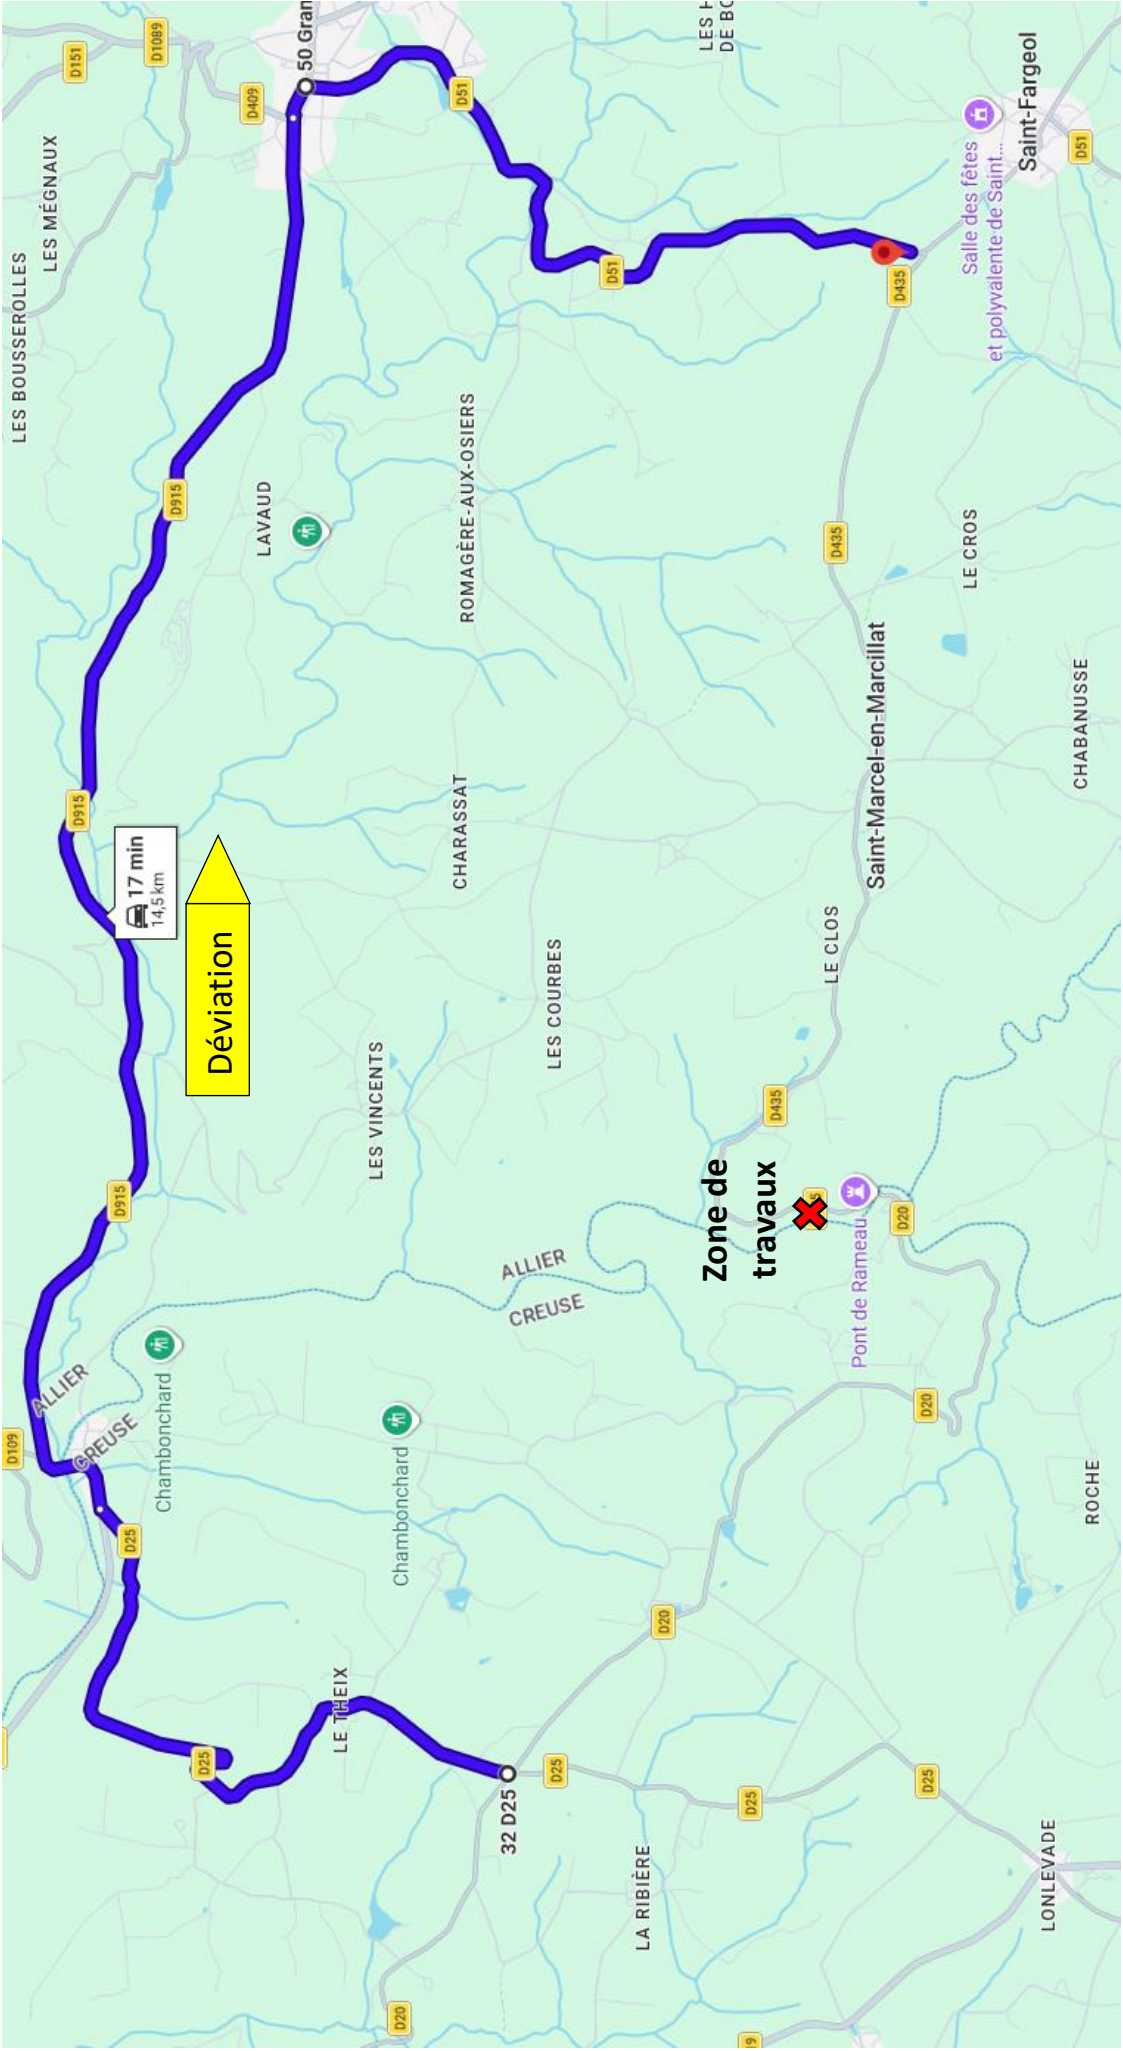 D109
LES BOUSSEROLLES
LES MÉGNAUX
ALLIER
CREUSE
D151
D915
D915
D25
17 min
14,5 km
D1089
Chambonchard
D915
D25
Déviation
D409
LAVAUD
50 Gran
LE THEIX
LES VINCENTS
D20
Chambonchard
CHARASSAT
D51
ROMAGÈRE-AUX-OSIERS
32 D25
ALLIER
CREUSE
LES COURBES
D25
D51
LA RIBIÈRE
D20
LES H
DE BO
Zone de
travaux
D25
D435
LE CLOS
D435
Pont de Rameau
Saint-Marcel-en-Marcillat
D435
D20
D20
D25
Salle des fêtes
et polyvalente de Saint...
LE CROS
Saint-Fargeol
LONLEVADE
CHABANUSSE
D51
ROCHE